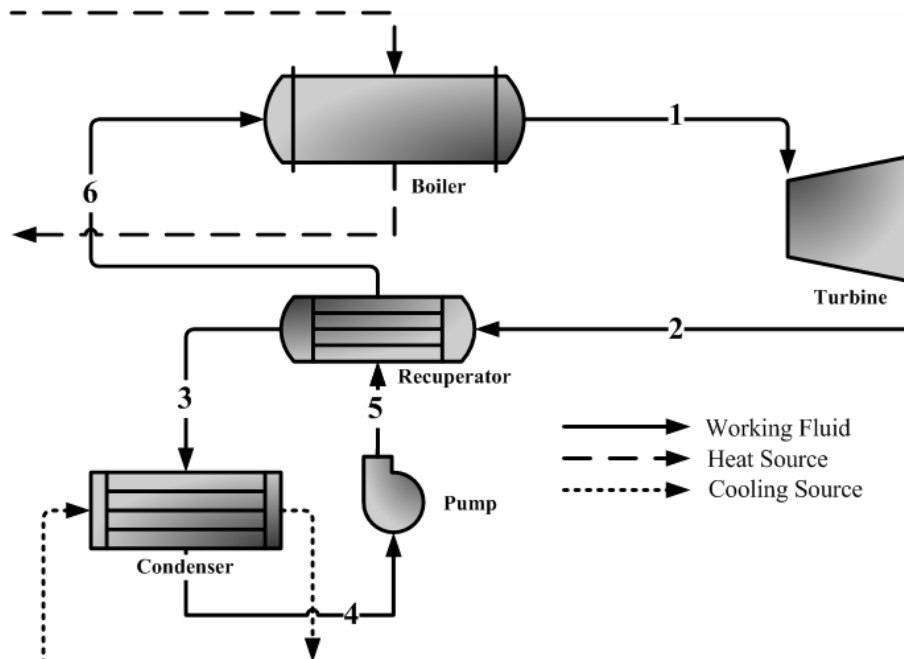 1
Boiler
6
Turbine
2
Recuperator
3
5
Working Fluid
Heat Source
Cooling Source
Pump
Condenser
4